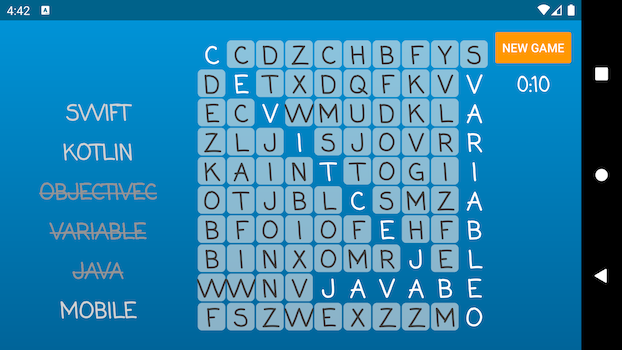 4:42 A
NEW GAME
0:10
SWIFT
KOTLIN
OBJECTIVEC
VARIABLE
JAVA
MOBILE
C C D Z C H B F Y S
D E T X D Q F K V V
E C V W M U D K L A
Z L J I S J O V R R
K A I N T T O G I I
O T J B L C S M Z A
B F O I O F E H F B
B I N X O M R J E L
W W N V J A V A B E
F S Z W E X Z Z M O